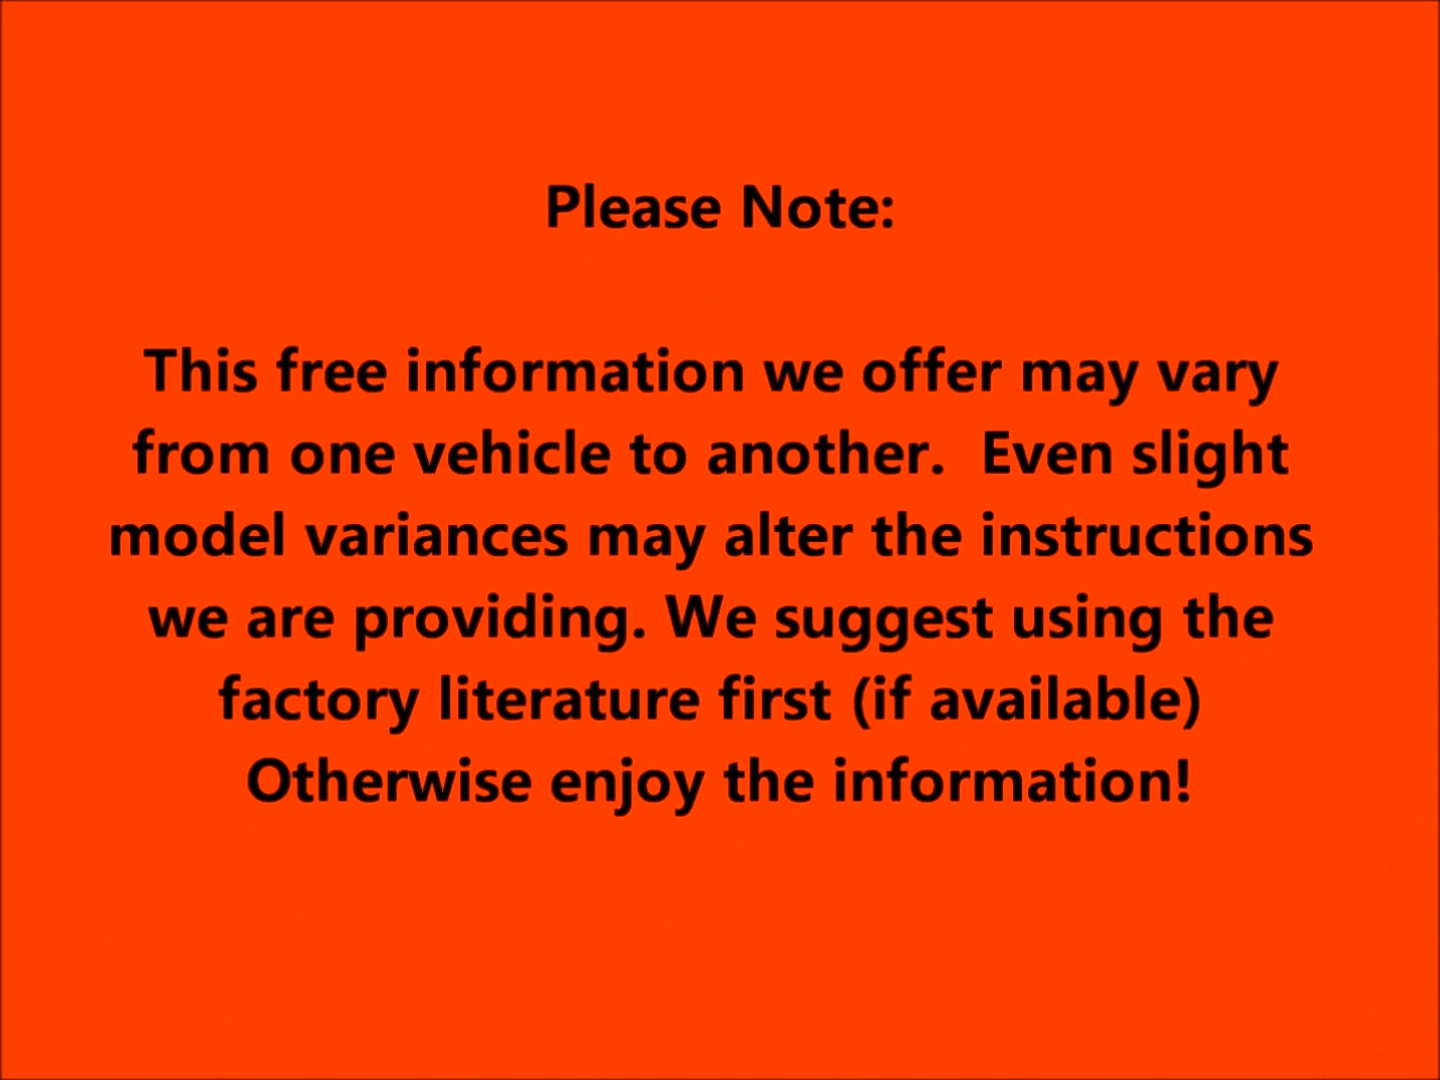 Please Note:
This free information we offer may vary
from one vehicle to another.  Even slight
model variances may alter the instructions
we are providing. We suggest using the
factory literature first (if available)
Otherwise enjoy the information!